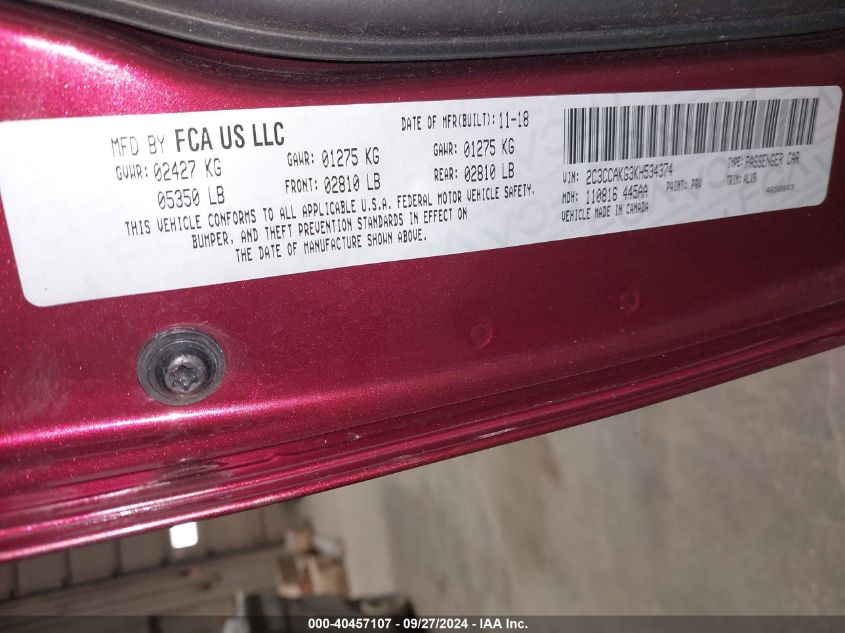 MFD BY FCA US LLC
DATE OF MFR(BUILT): 11-18
GVWR: 02427 KG
05350 LB
GAWR: 01275 KG
FRONT: 02810 LB
GAWR: 01275 KG
REAR: 02810 LB
THIS VEHICLE CONFORMS TO ALL APPLICABLE U.S.A. FEDERAL MOTOR VEHICLE SAFETY,
BUMPER, AND THEFT PREVENTION STANDARDS IN EFFECT ON
THE DATE OF MANUFACTURE SHOWN ABOVE.
VIN: 2C3CCAKG3KH534374
TYPE: PASSENGER CAR
MDH: 110816 445AA
PAINT: PRV
TRIM: ALX9
VEHICLE MADE IN CANADA
000-40457107 - 09/27/2024 - IAA Inc.